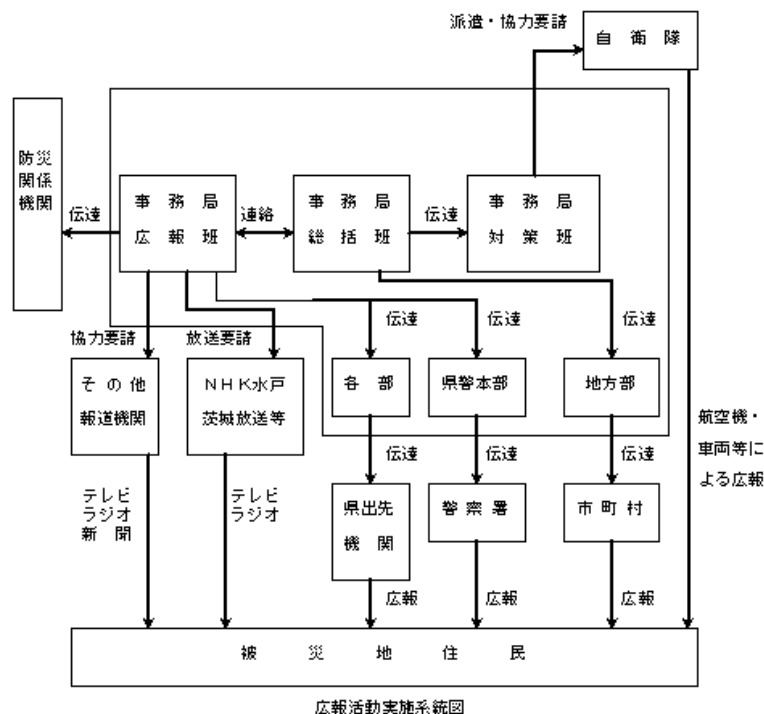 派遣・協力要請
自衛隊
防災
関係
機関
伝達
事務局
広報班
連絡
事務局
総括班
伝達
事務局
対策班
協力要請
放送要請
伝達
伝達
伝達
その他
報道機関
NHK水戸
茨城放送等
各部
県警本部
地方部
航空機・
車両等に
よる広報
伝達
伝達
伝達
テレビ
ラジオ
新聞
テレビ
ラジオ
県出先
機関
警察署
市町村
広報
広報
広報
被災地住民
広報活動実施系統図